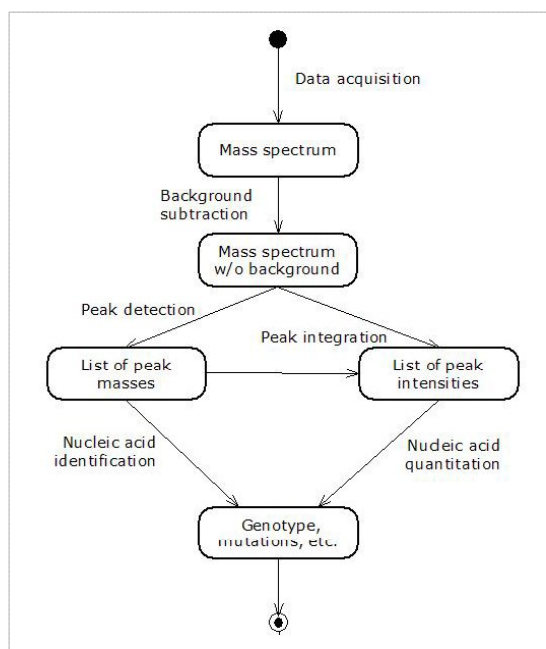 Data acquisition
Mass spectrum
Background
subtraction
Mass spectrum
w/o background
Peak detection
Peak integration
List of peak
masses
List of peak
intensities
Nucleic acid
identification
Nucleic acid
quantitation
Genotype,
mutations, etc.